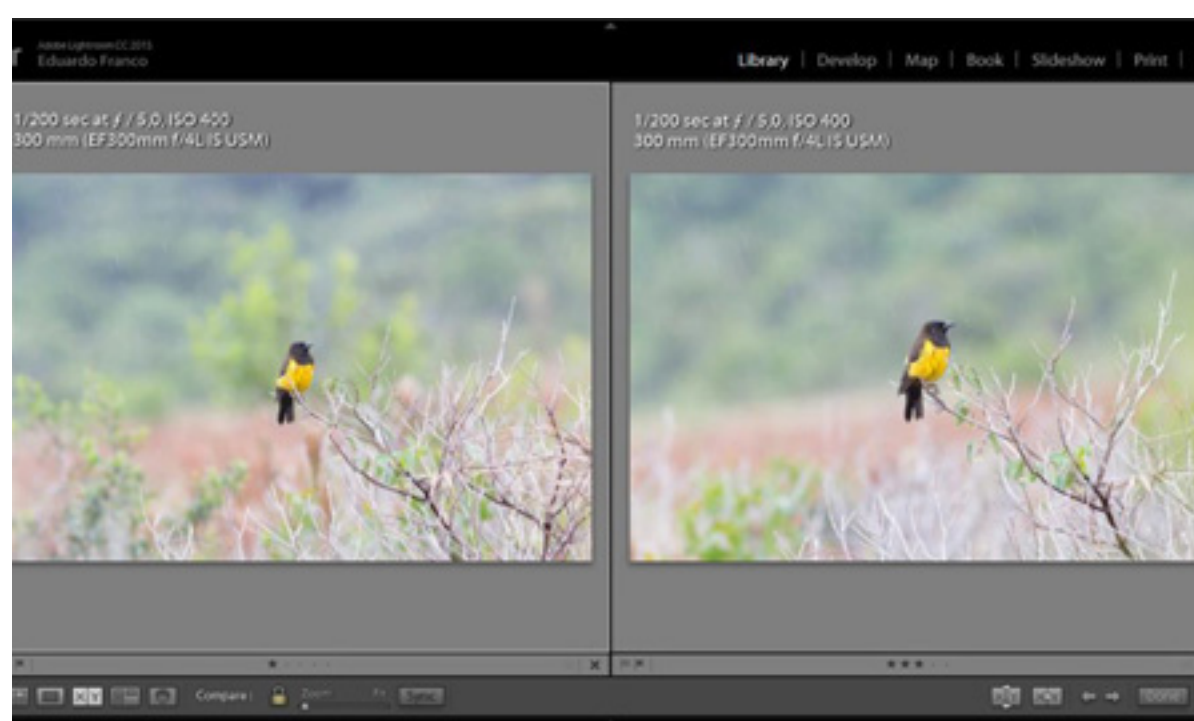 Adobe Lightroom CC 2015
Eduardo Franco
Library | Develop | Map | Book | Slideshow | Print |
1/200 sec at ƒ / 5,0, ISO 400
300 mm (EF300mm f/4L IS USM)
1/200 sec at ƒ / 5,0, ISO 400
300 mm (EF300mm f/4L IS USM)
X Y
Compare :
Zoom
Fit
Sync
Done